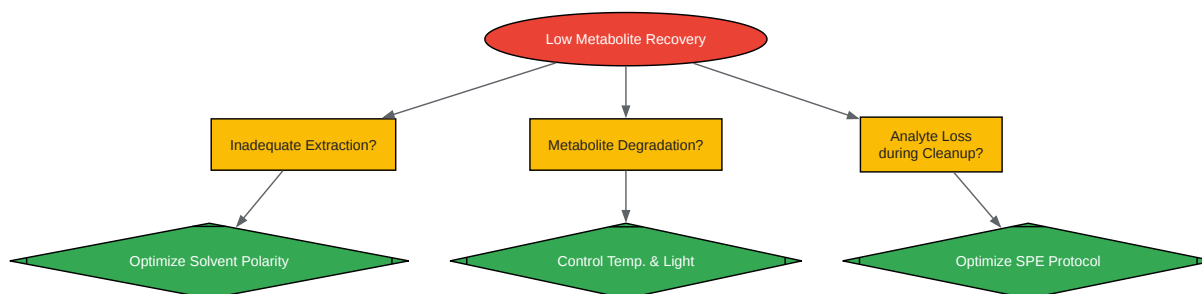 Low Metabolite Recovery
Inadequate Extraction?
Metabolite Degradation?
Analyte Loss
during Cleanup?
Optimize Solvent Polarity
Control Temp. & Light
Optimize SPE Protocol